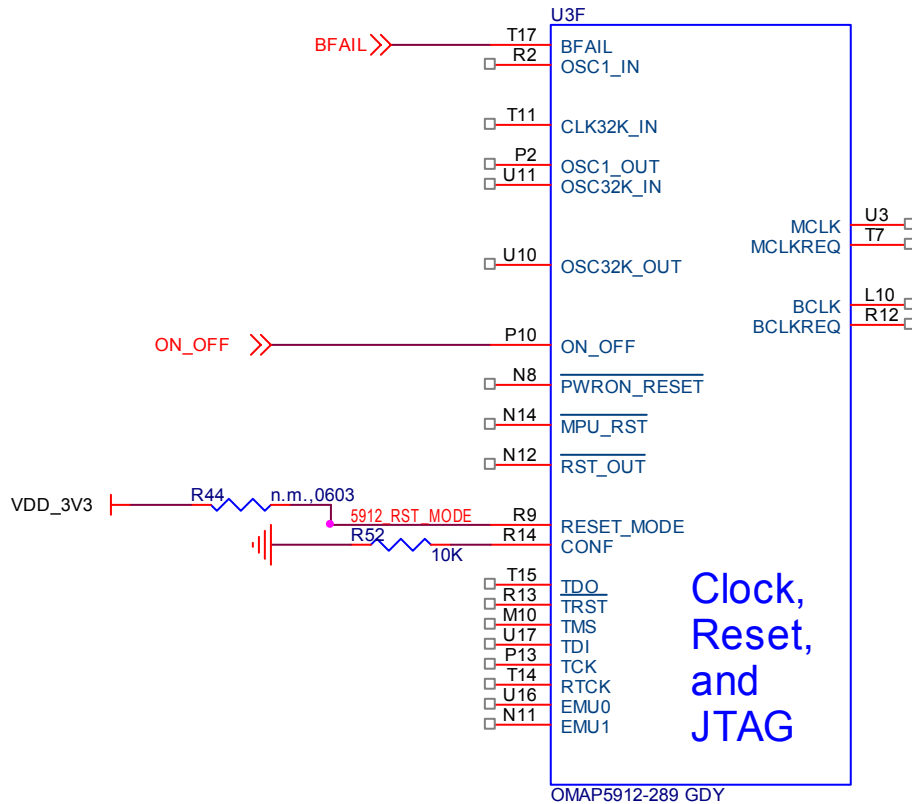 U3F
BFAIL
T17
BFAIL
R2
OSC1_IN
T11
CLK32K_IN
P2
OSC1_OUT
U11
OSC32K_IN
MCLK
U3
MCLKREQ
T7
U10
OSC32K_OUT
BCLK
L10
BCLKREQ
R12
ON_OFF
P10
ON_OFF
N8
PWRON_RESET
N14
MPU_RST
N12
RST_OUT
VDD_3V3
R44
n.m.,0603
5912_RST_MODE
R9
RESET_MODE
R52
10K
R14
CONF
T15
TDO
R13
TRST
M10
TMS
U17
TDI
P13
TCK
T14
RTCK
U16
EMU0
N11
EMU1
Clock,
Reset,
and
JTAG
OMAP5912-289 GDY